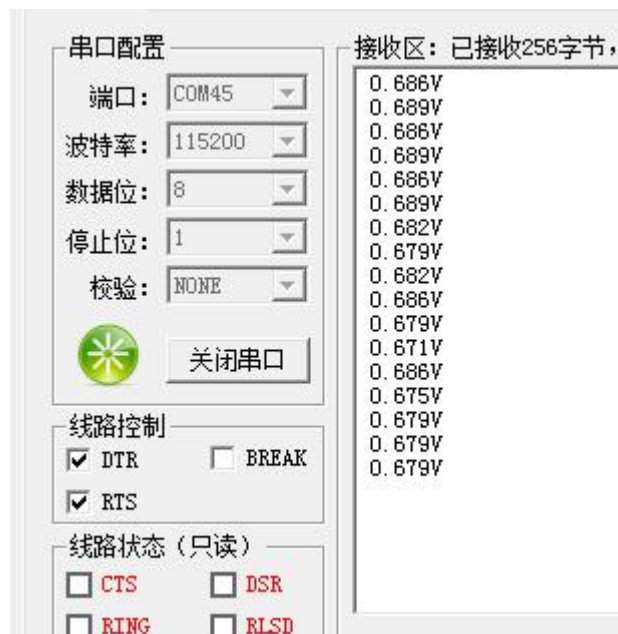 串口配置
端口： COM45
波特率： 115200
数据位： 8
停止位： 1
校验： NONE
关闭串口
线路控制
DTR BREAK
RTS
线路状态（只读）
CTS DSR
RING RLSD
接收区：已接收256字节，
0.686V
0.689V
0.686V
0.689V
0.686V
0.689V
0.682V
0.679V
0.682V
0.686V
0.679V
0.671V
0.686V
0.675V
0.679V
0.679V
0.679V